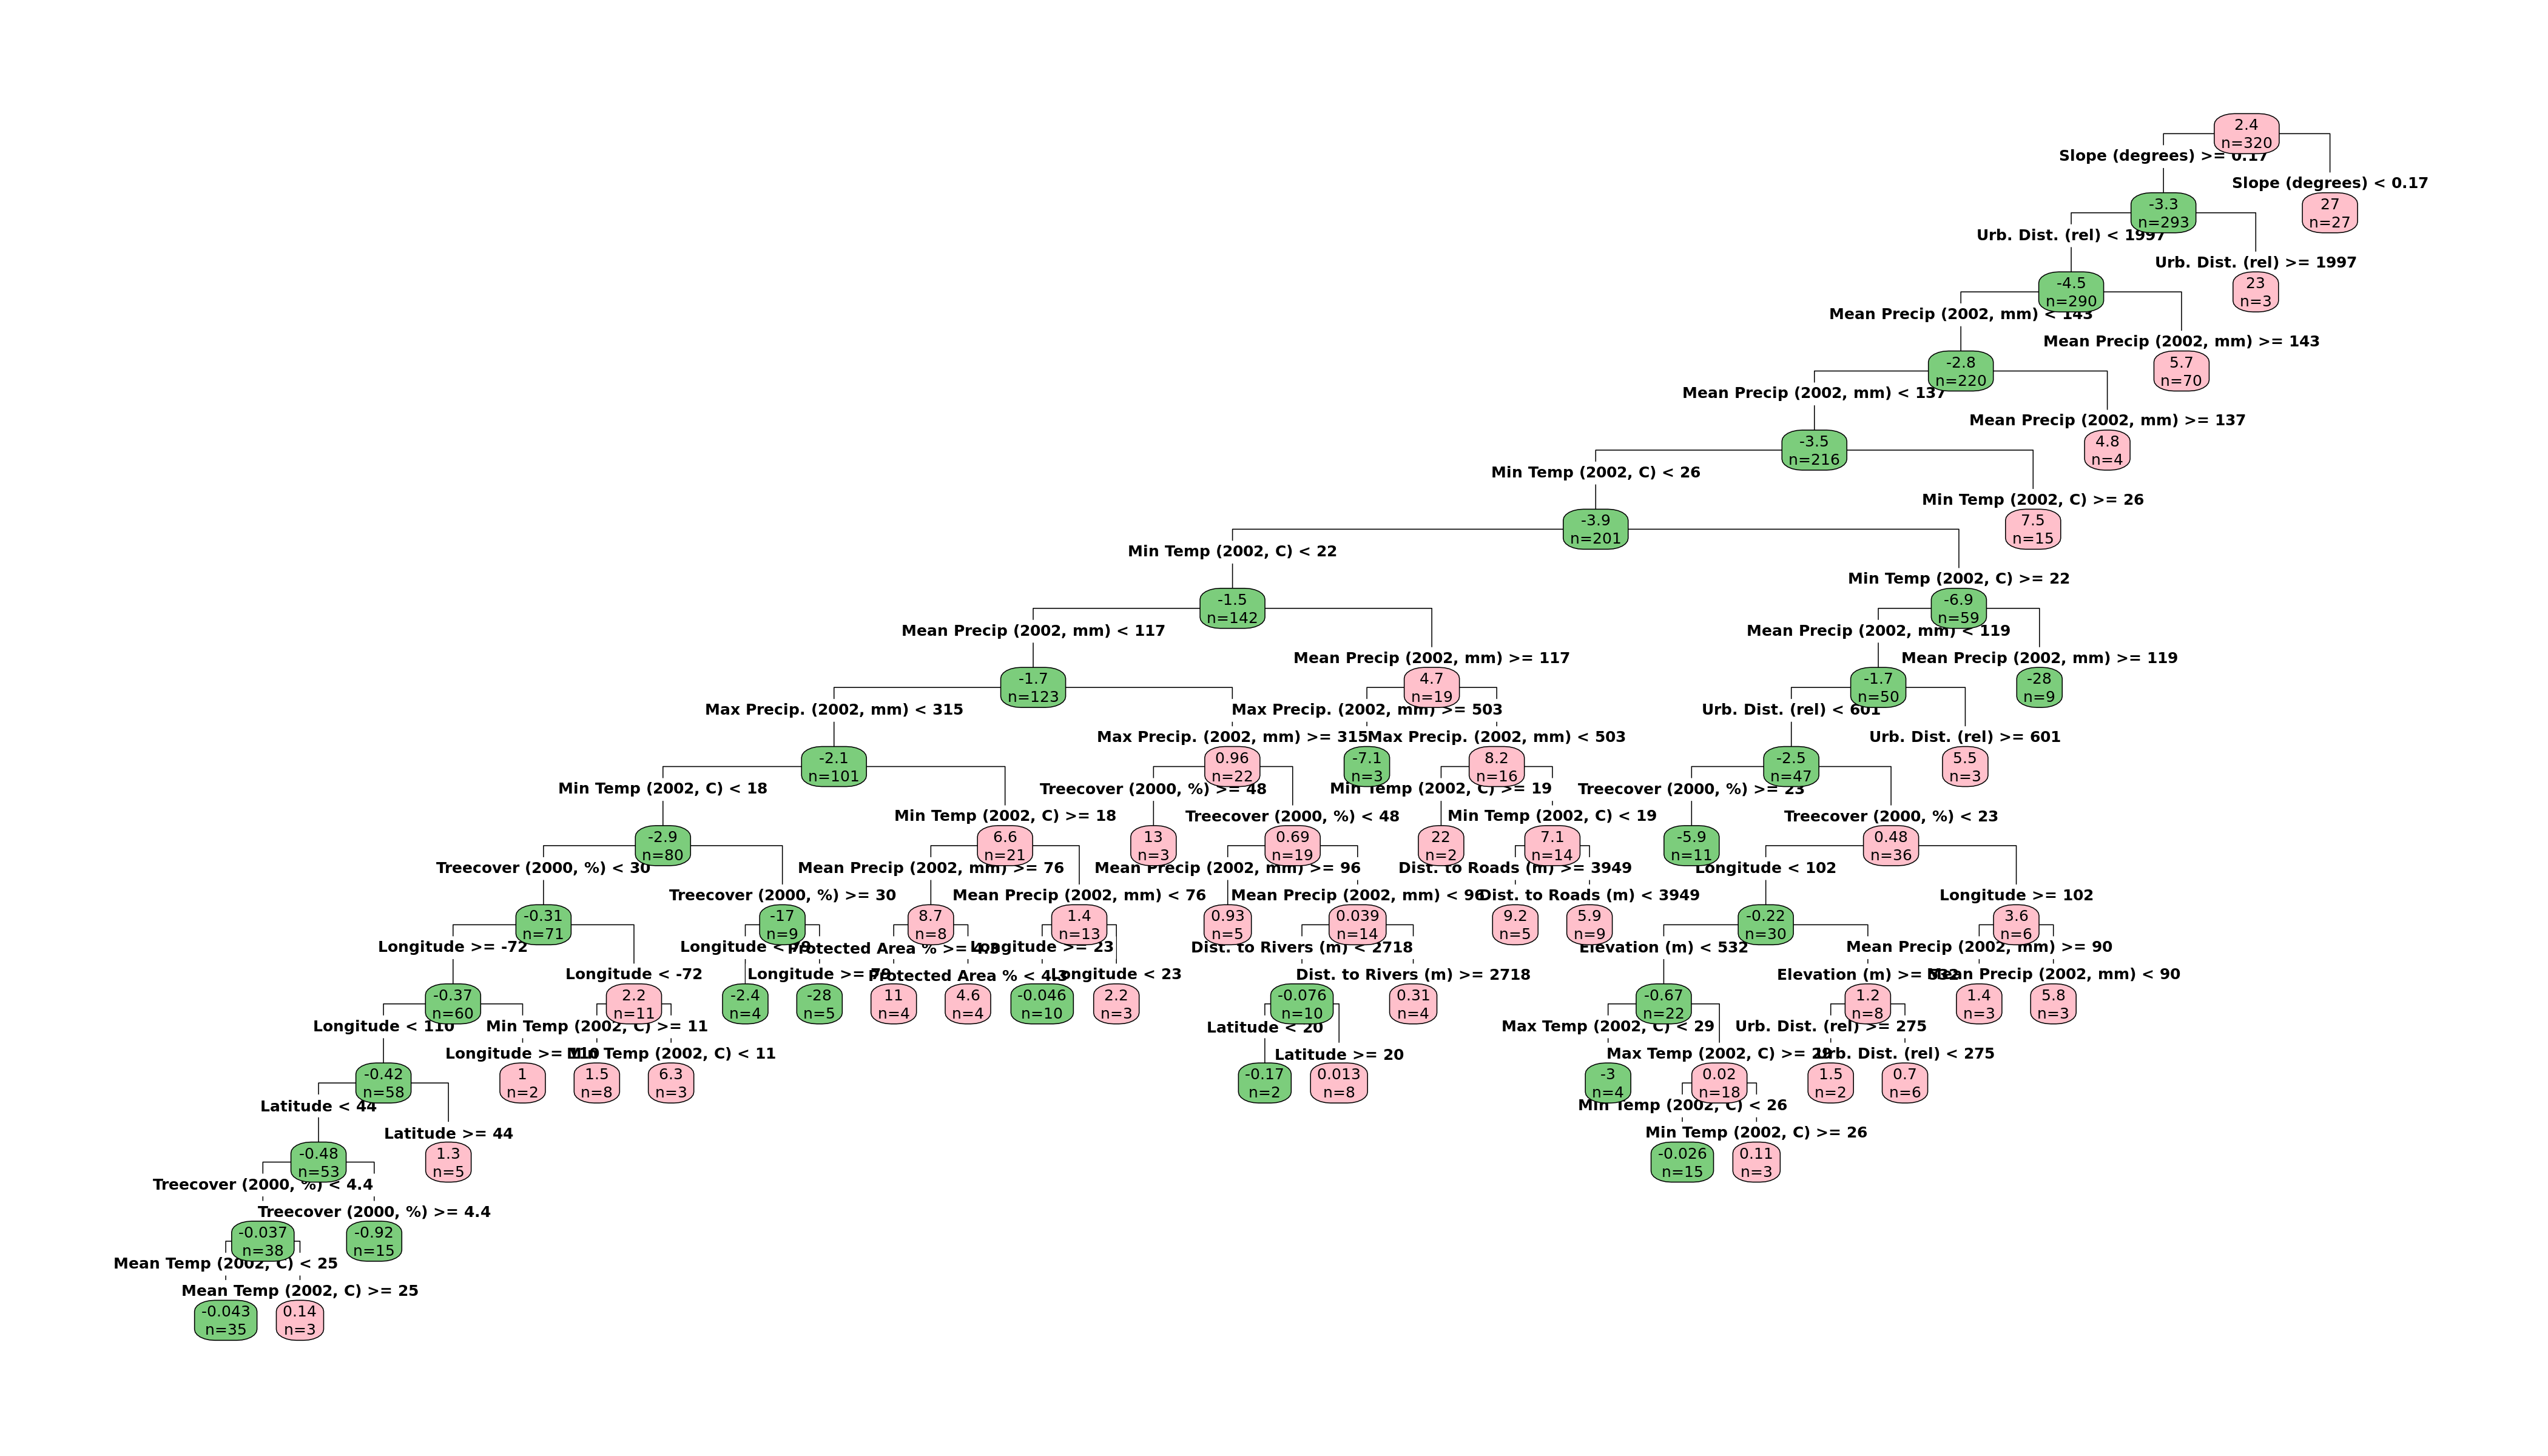 2.4
n=320
Slope (degrees) >= 0.17
Slope (degrees) < 0.17
-3.3
n=293
27
n=27
Urb. Dist. (rel) < 1997
Urb. Dist. (rel) >= 1997
-4.5
n=290
23
n=3
Mean Precip (2002, mm) < 143
Mean Precip (2002, mm) >= 143
-2.8
n=220
5.7
n=70
Mean Precip (2002, mm) < 137
Mean Precip (2002, mm) >= 137
-3.5
n=216
4.8
n=4
Min Temp (2002, C) < 26
Min Temp (2002, C) >= 26
-3.9
n=201
7.5
n=15
Min Temp (2002, C) < 22
Min Temp (2002, C) >= 22
-1.5
n=142
-6.9
n=59
Mean Precip (2002, mm) < 117
Mean Precip (2002, mm) < 119
Mean Precip (2002, mm) >= 117
Mean Precip (2002, mm) >= 119
-1.7
n=123
4.7
n=19
-1.7
n=50
-28
n=9
Max Precip. (2002, mm) < 315
Max Precip. (2002, mm) >= 503
Urb. Dist. (rel) < 601
Max Precip. (2002, mm) >= 315
Max Precip. (2002, mm) < 503
Urb. Dist. (rel) >= 601
-2.1
n=101
0.96
n=22
-7.1
n=3
8.2
n=16
-2.5
n=47
5.5
n=3
Min Temp (2002, C) < 18
Treecover (2000, %) >= 48
Min Temp (2002, C) >= 19
Treecover (2000, %) >= 23
Min Temp (2002, C) >= 18
Treecover (2000, %) < 48
Min Temp (2002, C) < 19
Treecover (2000, %) < 23
-2.9
n=80
6.6
n=21
13
n=3
0.69
n=19
22
n=2
7.1
n=14
-5.9
n=11
0.48
n=36
Treecover (2000, %) < 30
Mean Precip (2002, mm) >= 76
Mean Precip (2002, mm) >= 96
Dist. to Roads (m) >= 3949
Longitude < 102
Treecover (2000, %) >= 30
Mean Precip (2002, mm) < 76
Mean Precip (2002, mm) < 96
Dist. to Roads (m) < 3949
Longitude >= 102
-0.31
n=71
-17
n=9
8.7
n=8
1.4
n=13
0.93
n=5
0.039
n=14
9.2
n=5
5.9
n=9
-0.22
n=30
3.6
n=6
Longitude >= -72
Longitude < 79
Protected Area % >= 4.3
Longitude >= 23
Dist. to Rivers (m) < 2718
Elevation (m) < 532
Mean Precip (2002, mm) >= 90
Longitude < -72
Longitude >= 79
Protected Area % < 4.3
Longitude < 23
Dist. to Rivers (m) >= 2718
Elevation (m) >= 532
Mean Precip (2002, mm) < 90
-0.37
n=60
2.2
n=11
-2.4
n=4
-28
n=5
11
n=4
4.6
n=4
-0.046
n=10
2.2
n=3
-0.076
n=10
0.31
n=4
-0.67
n=22
1.2
n=8
1.4
n=3
5.8
n=3
Longitude < 110
Min Temp (2002, C) >= 11
Latitude < 20
Max Temp (2002, C) < 29
Urb. Dist. (rel) >= 275
Longitude >= 110
Min Temp (2002, C) < 11
Latitude >= 20
Max Temp (2002, C) >= 29
Urb. Dist. (rel) < 275
-0.42
n=58
1
n=2
1.5
n=8
6.3
n=3
-0.17
n=2
0.013
n=8
-3
n=4
0.02
n=18
1.5
n=2
0.7
n=6
Latitude < 44
Min Temp (2002, C) < 26
Latitude >= 44
Min Temp (2002, C) >= 26
-0.48
n=53
1.3
n=5
-0.026
n=15
0.11
n=3
Treecover (2000, %) < 4.4
Treecover (2000, %) >= 4.4
-0.037
n=38
-0.92
n=15
Mean Temp (2002, C) < 25
Mean Temp (2002, C) >= 25
-0.043
n=35
0.14
n=3